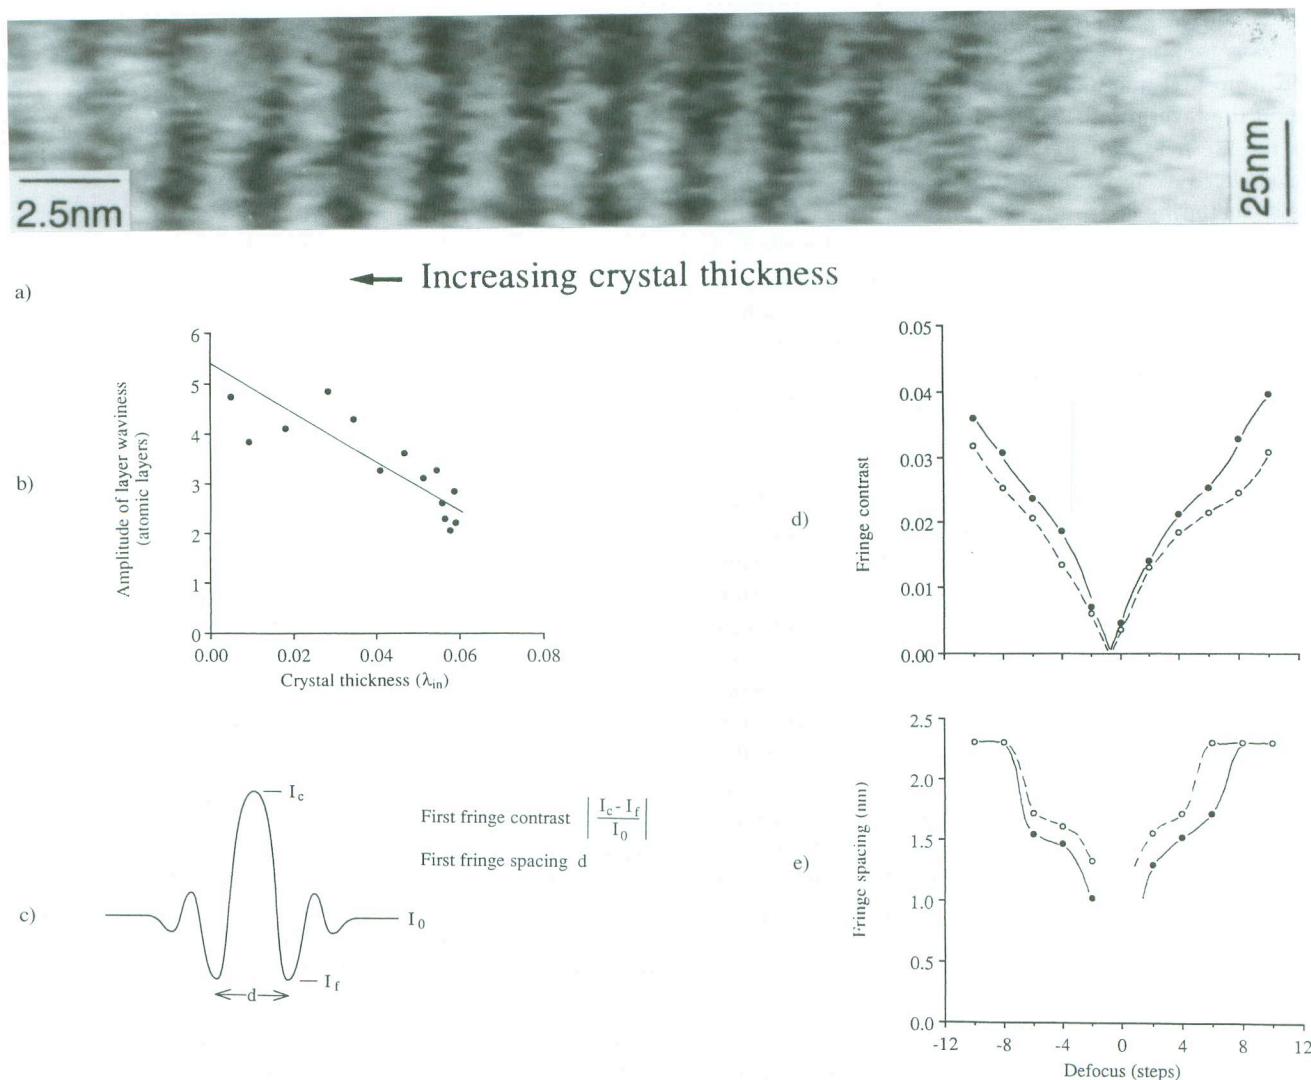 2.5nm
25nm
a)
← Increasing crystal thickness
b)
Amplitude of layer waviness
(atomic layers)
6
5
4
3
2
1
0
0.00 0.02 0.04 0.06 0.08
Crystal thickness (λin)
c)
Ic
I0
If
d
First fringe contrast |Ic - If / I0|
First fringe spacing d
d)
Fringe contrast
0.05
0.04
0.03
0.02
0.01
0.00
e)
Fringe spacing (nm)
2.5
2.0
1.5
1.0
0.5
0.0
-12 -8 -4 0 4 8 12
Defocus (steps)